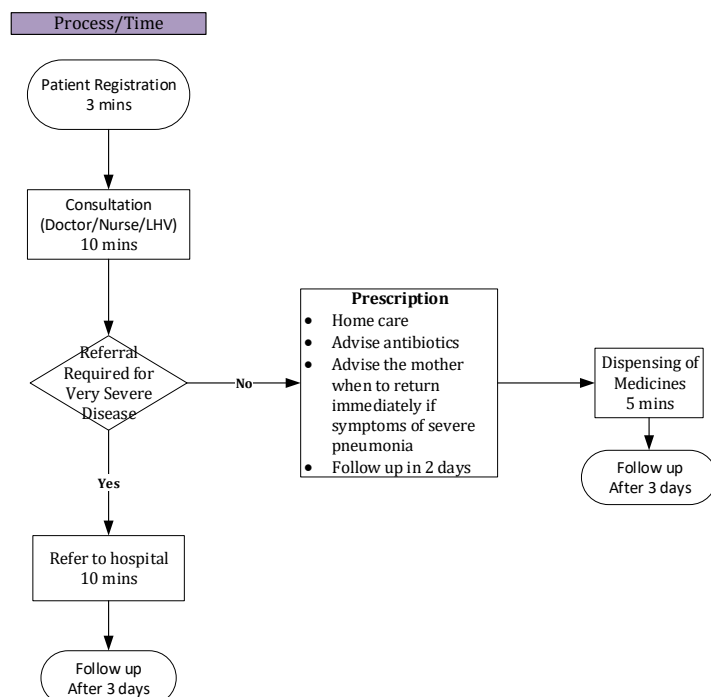 Process/Time
Patient Registration
3 mins
Consultation
(Doctor/Nurse/LHV)
10 mins
Referral
Required for
Very Severe
Disease
No
Prescription
• Home care
• Advise antibiotics
• Advise the mother
when to return
immediately if
symptoms of severe
pneumonia
• Follow up in 2 days
Dispensing of
Medicines
5 mins
Follow up
After 3 days
Yes
Refer to hospital
10 mins
Follow up
After 3 days